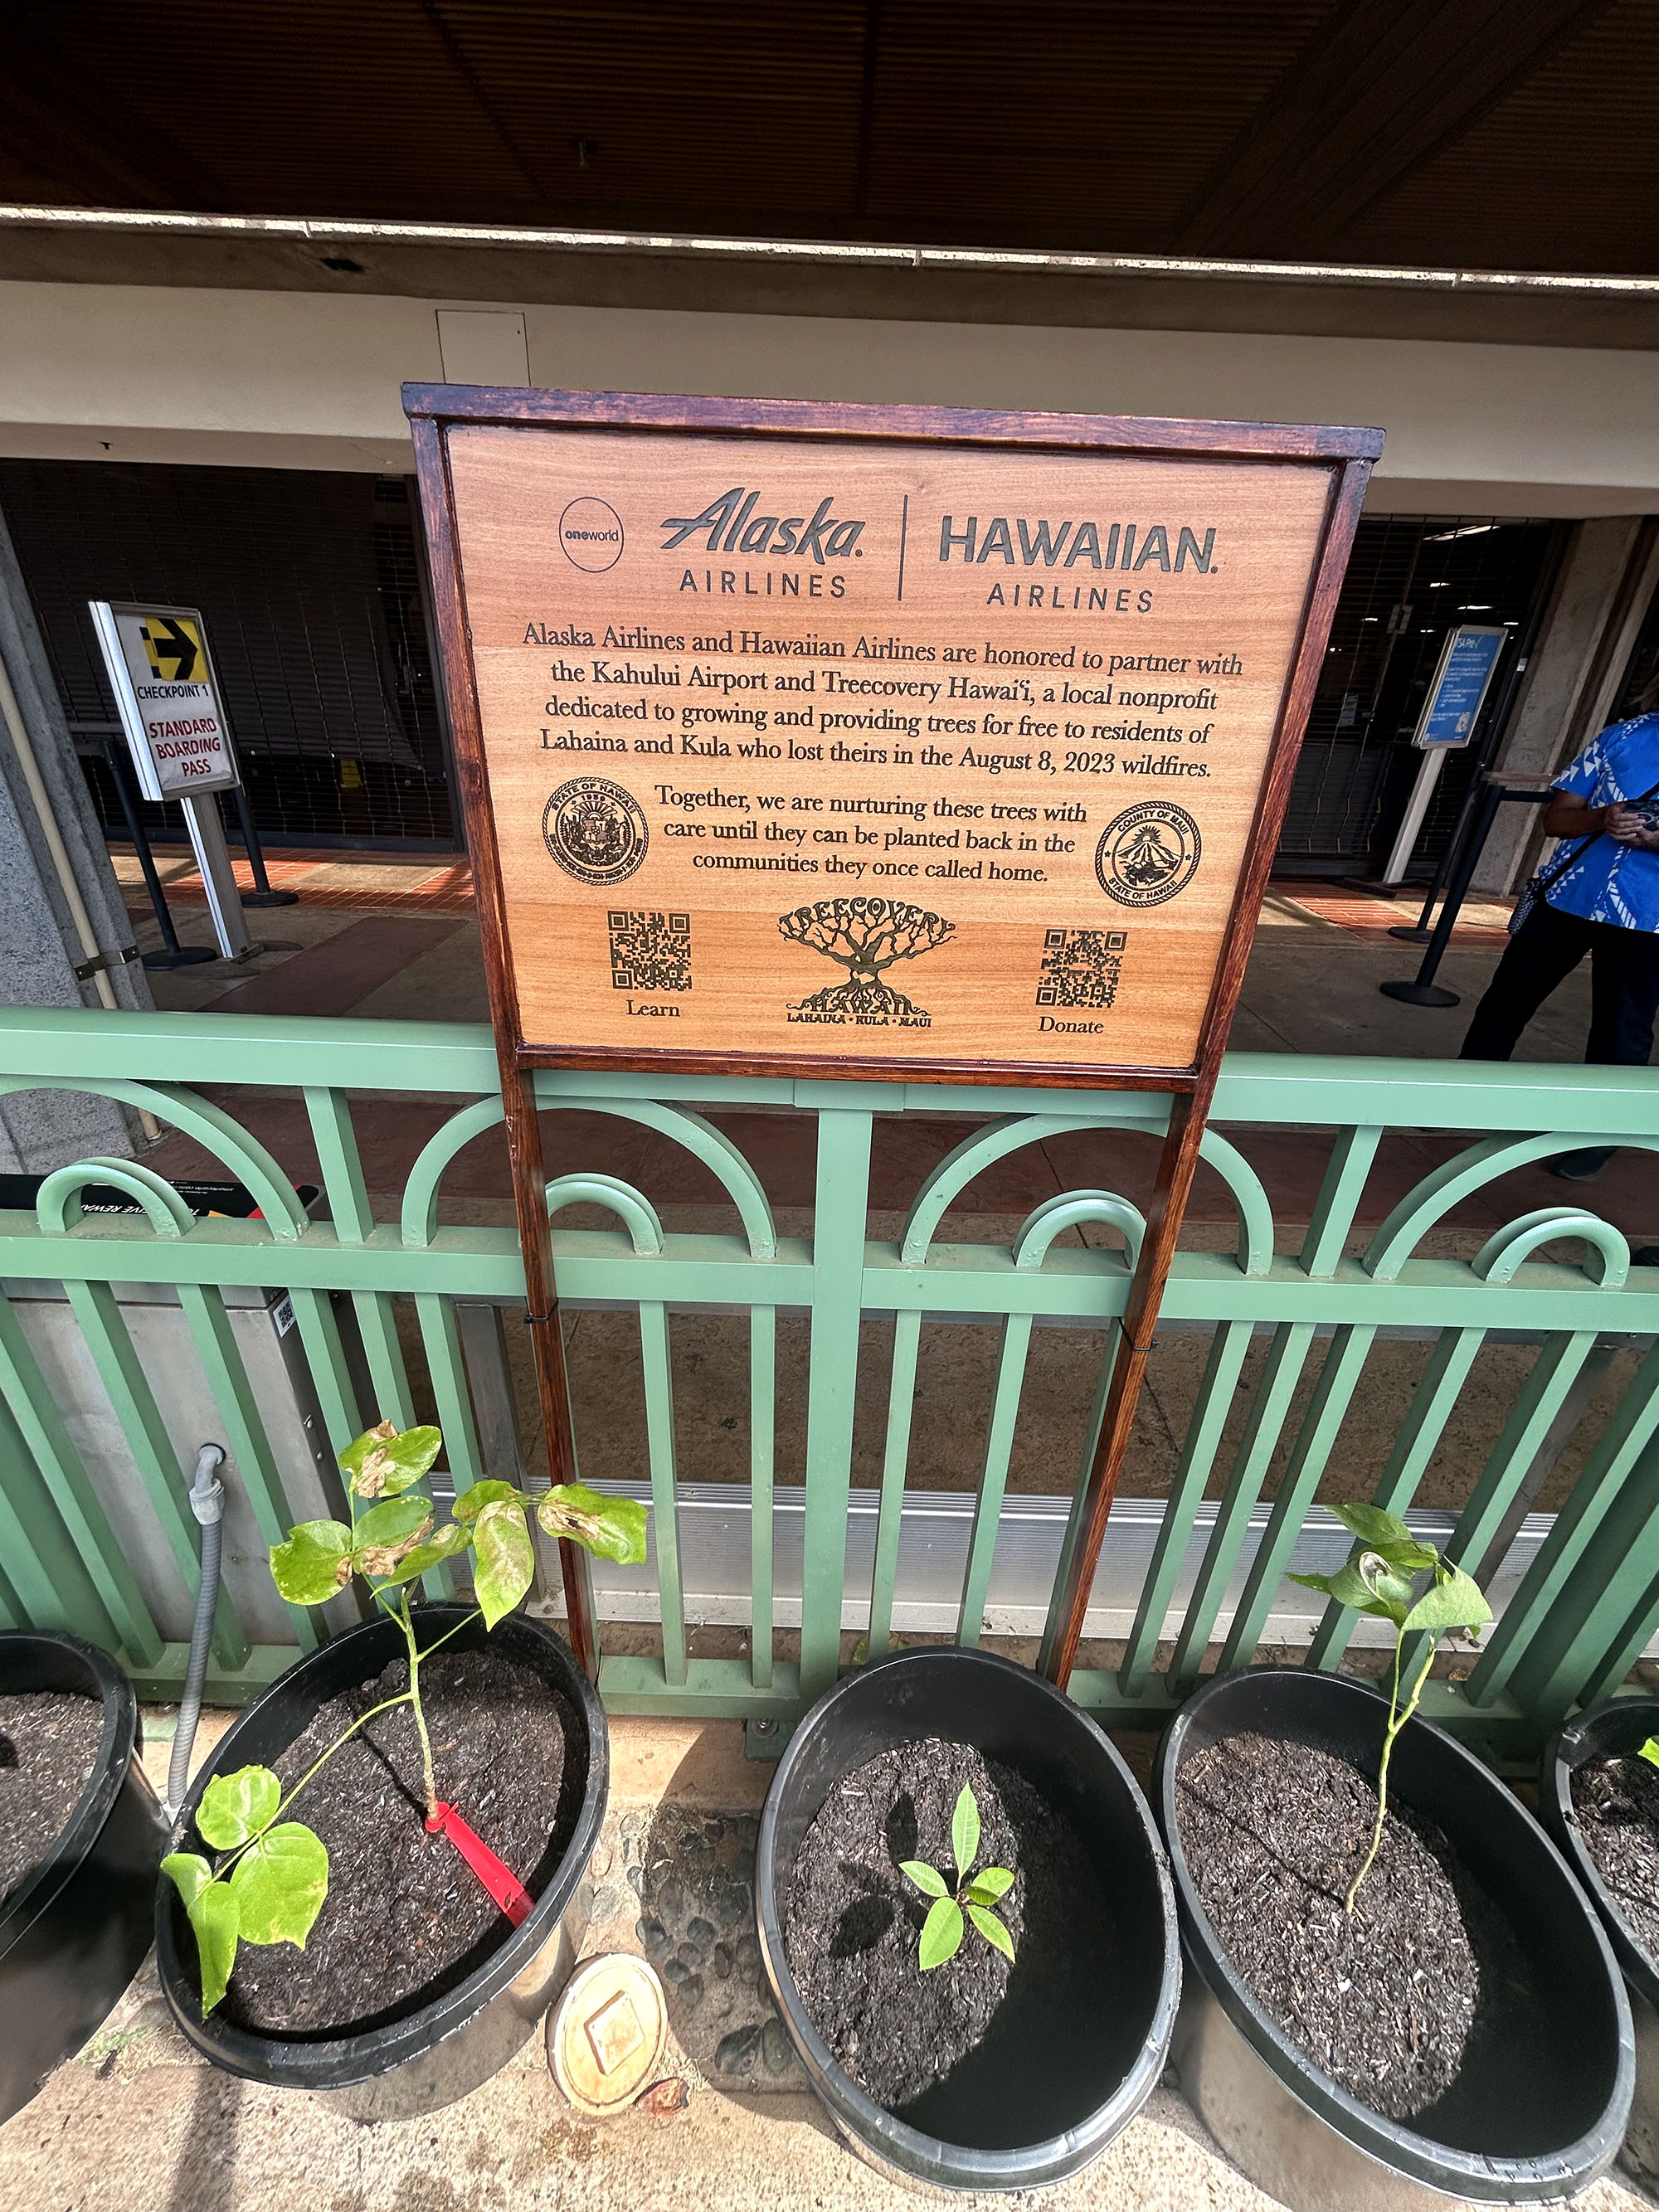 oneworld
Alaska®
AIRLINES
HAWAIIAN®
AIRLINES
Alaska Airlines and Hawaiian Airlines are honored to partner with
the Kahului Airport and Treecovery Hawai‘i, a local nonprofit
dedicated to growing and providing trees for free to residents of
Lahaina and Kula who lost theirs in the August 8, 2023 wildfires.
Together, we are nurturing these trees with
care until they can be planted back in the
communities they once called home.
STATE OF HAWAII
1959
COUNTY OF MAUI
STATE OF HAWAII
TREECOVERY
HAWAII
LAHAINA • KULA • MAUI
Learn
Donate
CHECKPOINT 1
STANDARD
BOARDING
PASS
TSA Pre✓